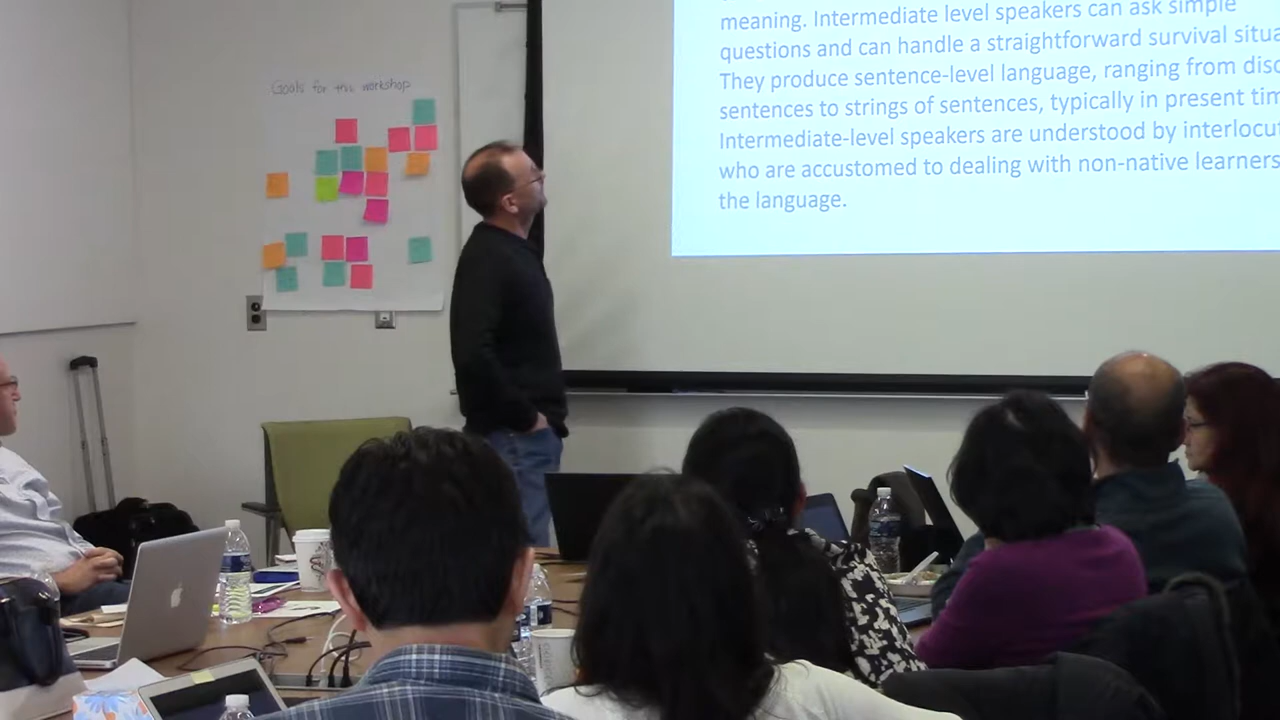 Goals for this workshop
meaning. Intermediate level speakers can ask simple
questions and can handle a straightforward survival situa
They produce sentence-level language, ranging from disc
sentences to strings of sentences, typically in present tim
Intermediate-level speakers are understood by interlocu
who are accustomed to dealing with non-native learners
the language.